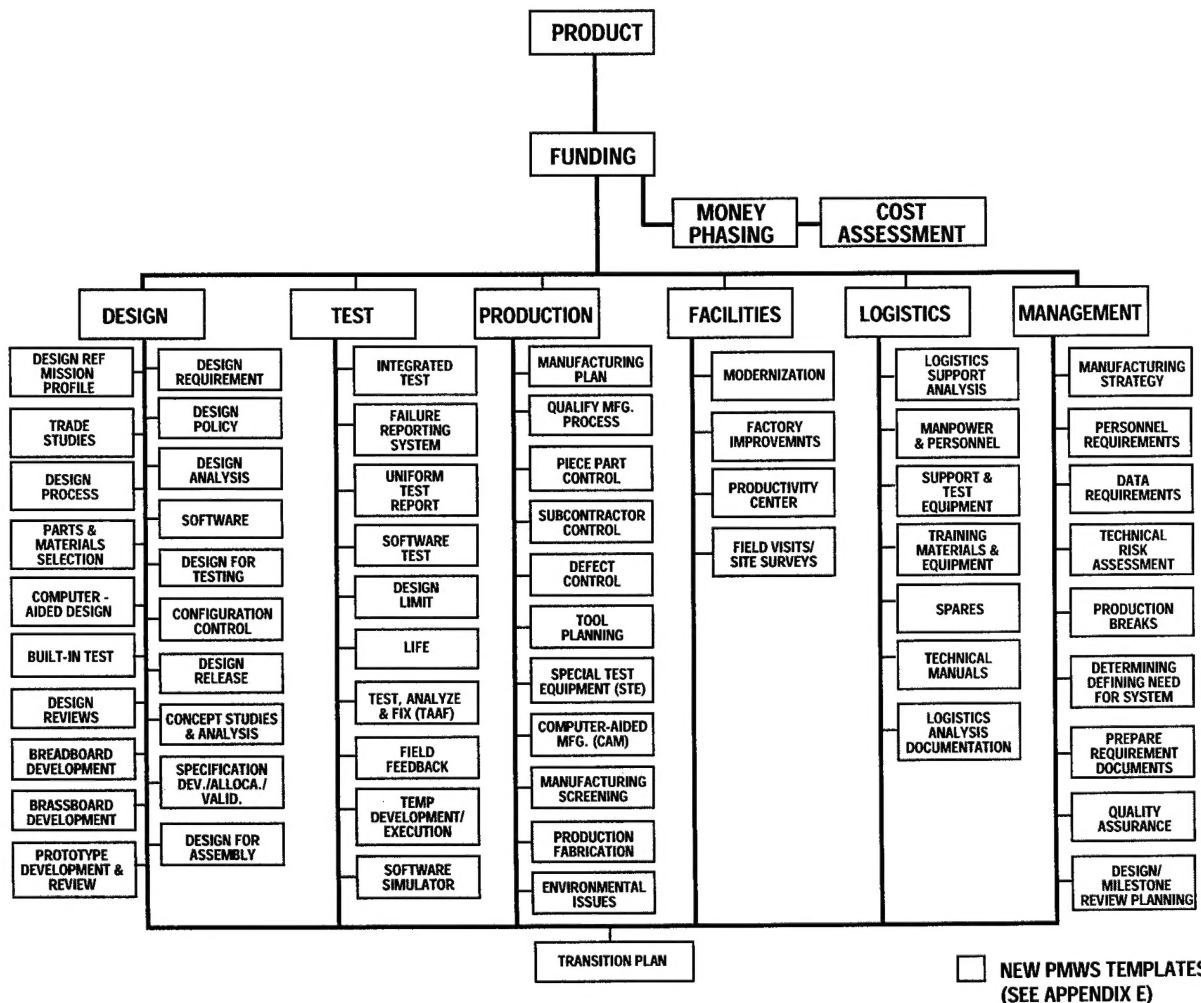 PRODUCT
FUNDING
MONEY
PHASING
COST
ASSESSMENT
DESIGN
TEST
PRODUCTION
FACILITIES
LOGISTICS
MANAGEMENT
DESIGN REF
MISSION
PROFILE
TRADE
STUDIES
DESIGN
PROCESS
PARTS &
MATERIALS
SELECTION
COMPUTER -
AIDED DESIGN
BUILT-IN TEST
DESIGN
REVIEWS
BREADBOARD
DEVELOPMENT
BRASSBOARD
DEVELOPMENT
PROTOTYPE
DEVELOPMENT &
REVIEW
DESIGN
REQUIREMENT
DESIGN
POLICY
DESIGN
ANALYSIS
SOFTWARE
DESIGN FOR
TESTING
CONFIGURATION
CONTROL
DESIGN
RELEASE
CONCEPT STUDIES
& ANALYSIS
SPECIFICATION
DEV./ALLOCA./
VALID.
DESIGN FOR
ASSEMBLY
INTEGRATED
TEST
FAILURE
REPORTING
SYSTEM
UNIFORM
TEST
REPORT
SOFTWARE
TEST
DESIGN
LIMIT
LIFE
TEST, ANALYZE
& FIX (TAAF)
FIELD
FEEDBACK
TEMP
DEVELOPMENT/
EXECUTION
SOFTWARE
SIMULATOR
MANUFACTURING
PLAN
QUALIFY MFG.
PROCESS
PIECE PART
CONTROL
SUBCONTRACTOR
CONTROL
DEFECT
CONTROL
TOOL
PLANNING
SPECIAL TEST
EQUIPMENT (STE)
COMPUTER-AIDED
MFG. (CAM)
MANUFACTURING
SCREENING
PRODUCTION
FABRICATION
ENVIRONMENTAL
ISSUES
MODERNIZATION
FACTORY
IMPROVEMNTS
PRODUCTIVITY
CENTER
FIELD VISITS/
SITE SURVEYS
LOGISTICS
SUPPORT
ANALYSIS
MANPOWER
& PERSONNEL
SUPPORT &
TEST
EQUIPMENT
TRAINING
MATERIALS &
EQUIPMENT
SPARES
TECHNICAL
MANUALS
LOGISTICS
ANALYSIS
DOCUMENTATION
MANUFACTURING
STRATEGY
PERSONNEL
REQUIREMENTS
DATA
REQUIREMENTS
TECHNICAL
RISK
ASSESSMENT
PRODUCTION
BREAKS
DETERMINING
DEFINING NEED
FOR SYSTEM
PREPARE
REQUIREMENT
DOCUMENTS
QUALITY
ASSURANCE
DESIGN/
MILESTONE
REVIEW PLANNING
TRANSITION PLAN
NEW PMWS TEMPLATES
(SEE APPENDIX E)